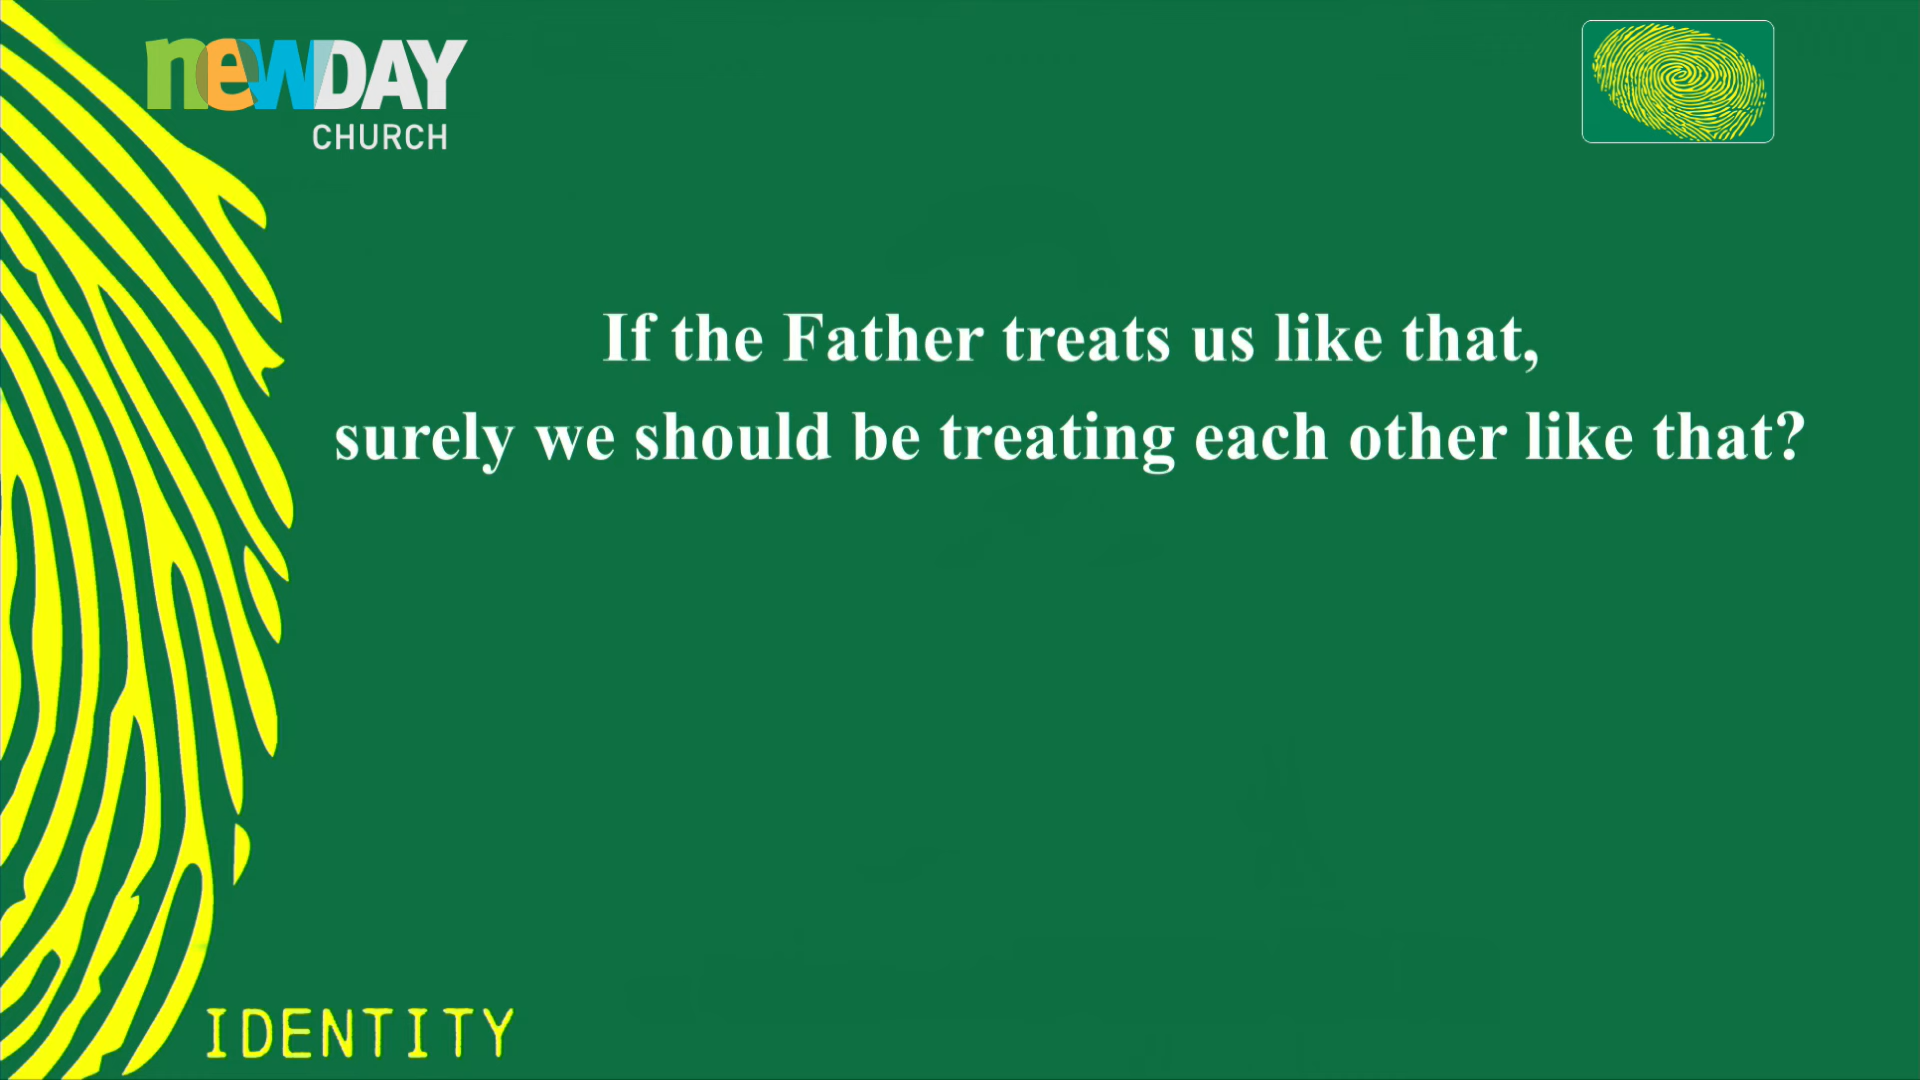 newDAY
CHURCH
If the Father treats us like that,
surely we should be treating each other like that?
IDENTITY